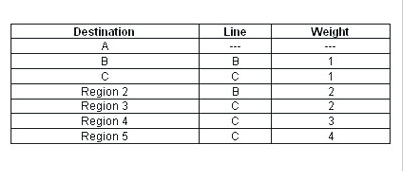 Destination Line Weight
A --- ---
B B 1
C C 1
Region 2 B 2
Region 3 C 2
Region 4 C 3
Region 5 C 4